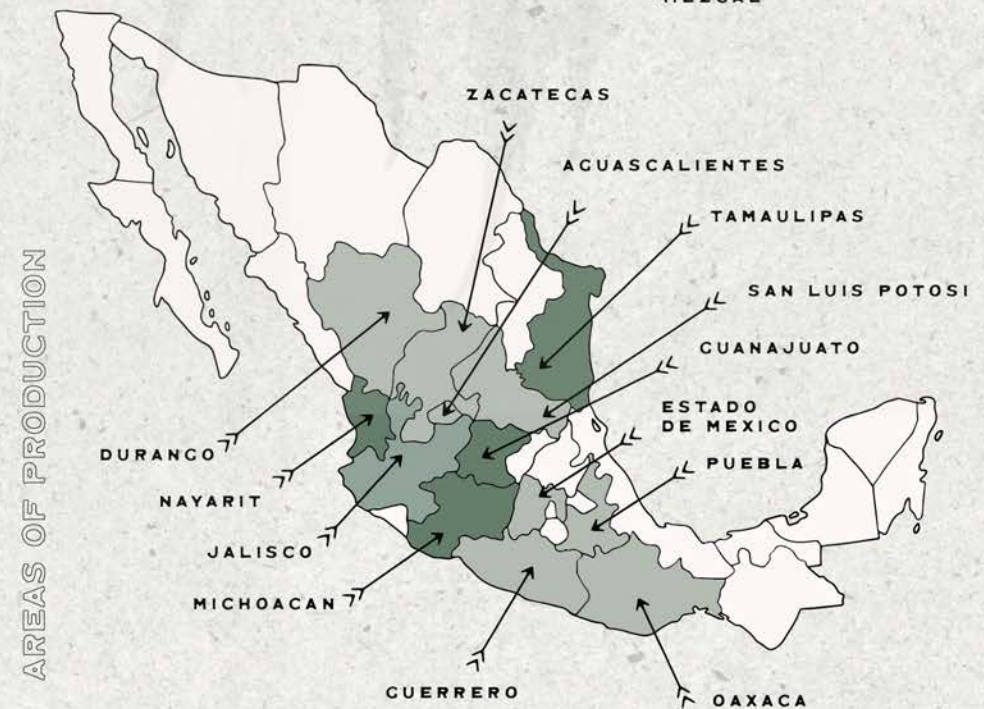 ZACATECAS
AGUASCALIENTES
TAMAULIPAS
SAN LUIS POTOSI
GUANAJUATO
ESTADO
DE MEXICO
PUEBLA
DURANGO
NAYARIT
JALISCO
MICHOACAN
GUERRERO
OAXACA
AREAS OF PRODUCTION